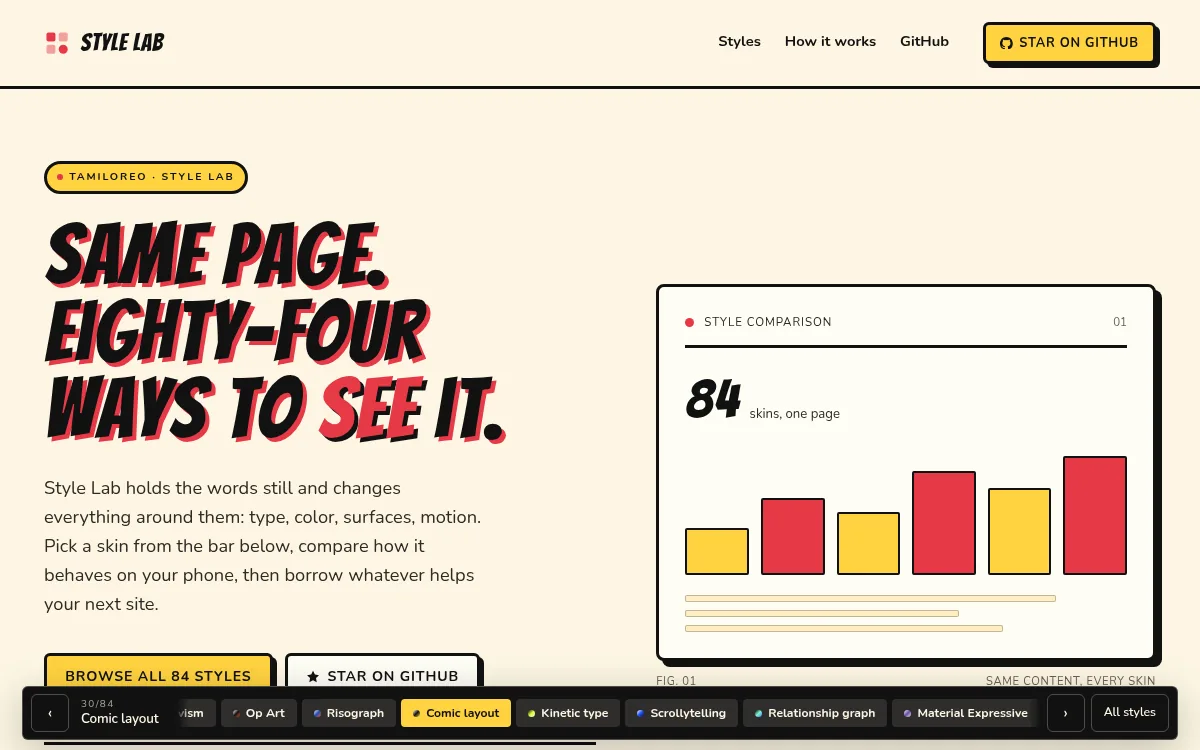 STYLE LAB
Styles
How it works
GitHub
STAR ON GITHUB
TAMILOREO · STYLE LAB
SAME PAGE.
EIGHTY-FOUR
WAYS TO SEE IT.
Style Lab holds the words still and changes
everything around them: type, color, surfaces, motion.
Pick a skin from the bar below, compare how it
behaves on your phone, then borrow whatever helps
your next site.
BROWSE ALL 84 STYLES
★ STAR ON GITHUB
STYLE COMPARISON
01
84 skins, one page
FIG. 01
SAME CONTENT, EVERY SKIN
‹
30/84
Comic layout
vism
Op Art
Risograph
Comic layout
Kinetic type
Scrollytelling
Relationship graph
Material Expressive
›
All styles